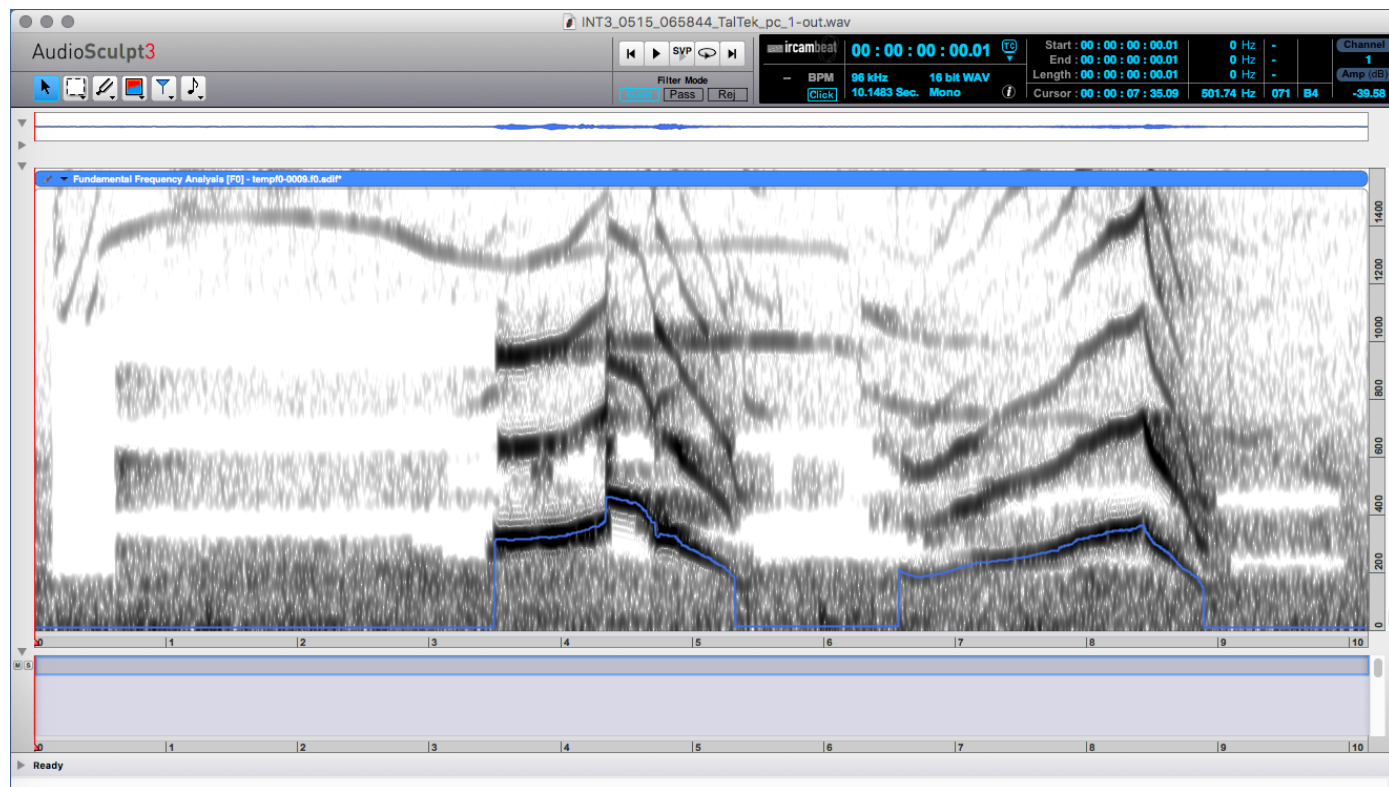 INT3_0515_065844_TalTek_pc_1-out.wav
AudioSculpt3
SVP
Filter Mode
Pass Rej
ircambeat 00 : 00 : 00 : 00.01 TC
– BPM 96 kHz 16 bit WAV
Click 10.1483 Sec. Mono i
Start : 00 : 00 : 00 : 00.01 0 Hz -
End : 00 : 00 : 00 : 00.01 0 Hz -
Length : 00 : 00 : 00 : 00.01 0 Hz -
Cursor : 00 : 00 : 07 : 35.09 501.74 Hz 071 B4 -39.58
Channel
1
Amp (dB)
Fundamental Frequency Analysis [F0] - tempf0-0009.f0.sdif*
1400
1200
1000
800
600
400
200
0
0 1 2 3 4 5 6 7 8 9 10
M S
0 1 2 3 4 5 6 7 8 9 10
Ready